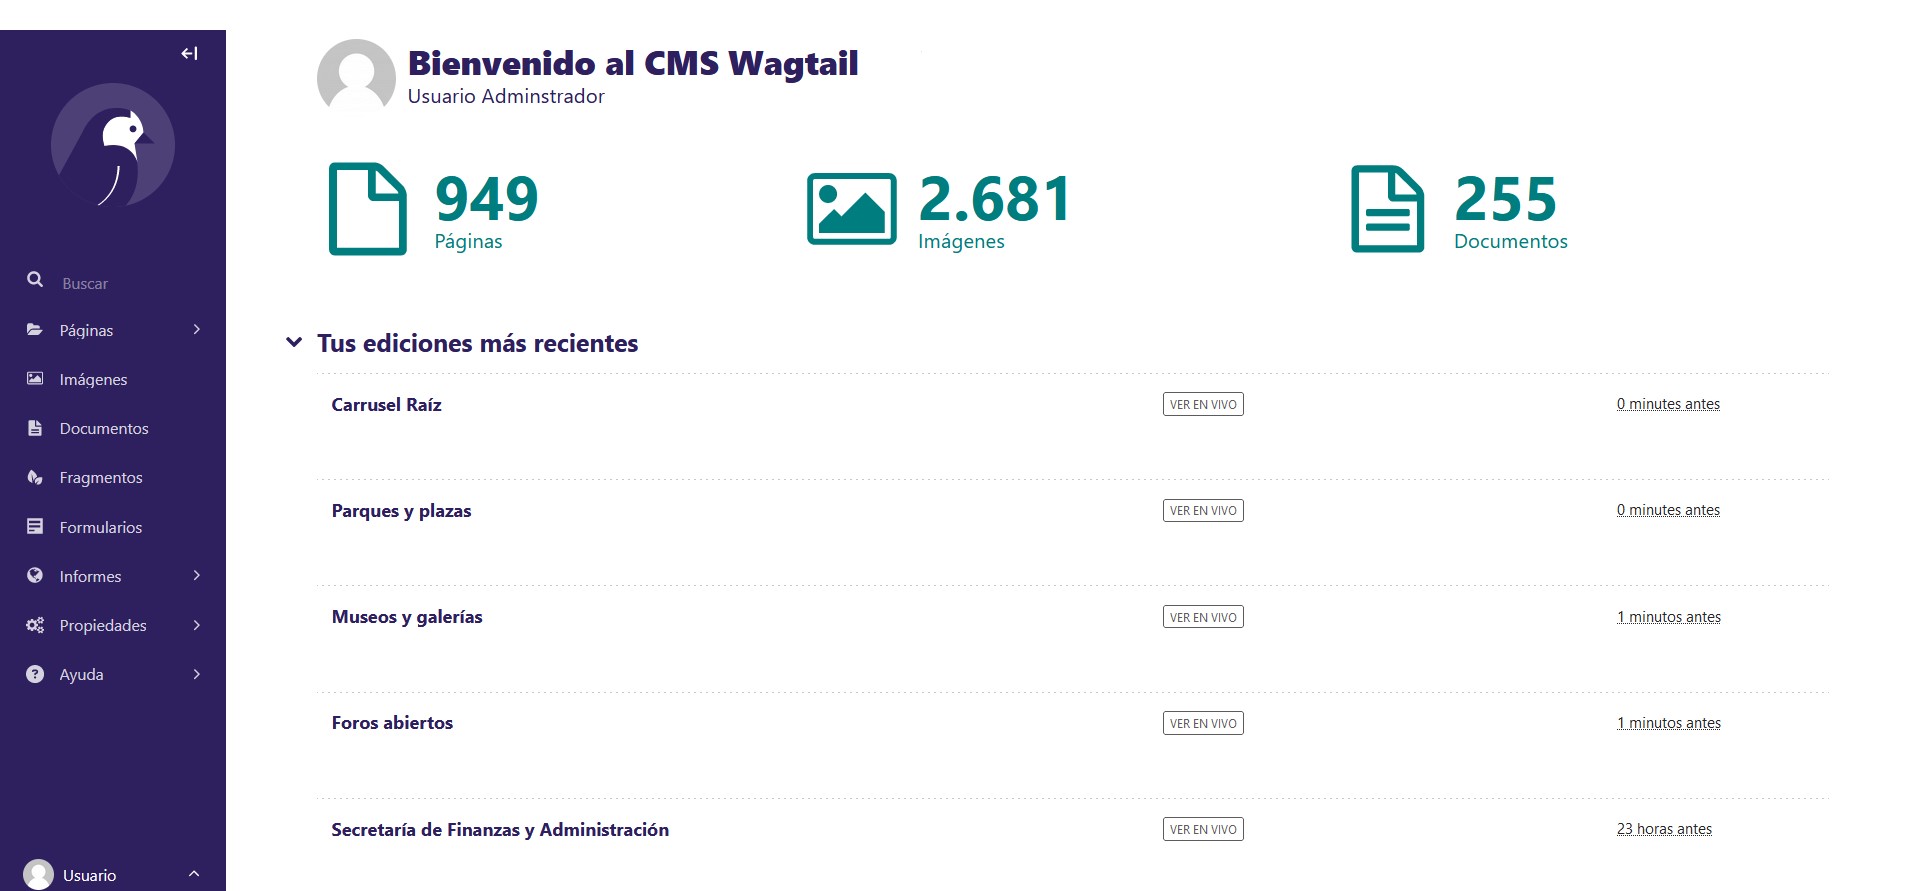 Bienvenido al CMS Wagtail
Usuario Adminstrador
949
Páginas
2.681
Imágenes
255
Documentos
Buscar
Páginas
Imágenes
Documentos
Fragmentos
Formularios
Informes
Propiedades
Ayuda
Usuario
Tus ediciones más recientes
Carrusel Raíz VER EN VIVO 0 minutes antes
Parques y plazas VER EN VIVO 0 minutes antes
Museos y galerías VER EN VIVO 1 minutos antes
Foros abiertos VER EN VIVO 1 minutos antes
Secretaría de Finanzas y Administración VER EN VIVO 23 horas antes